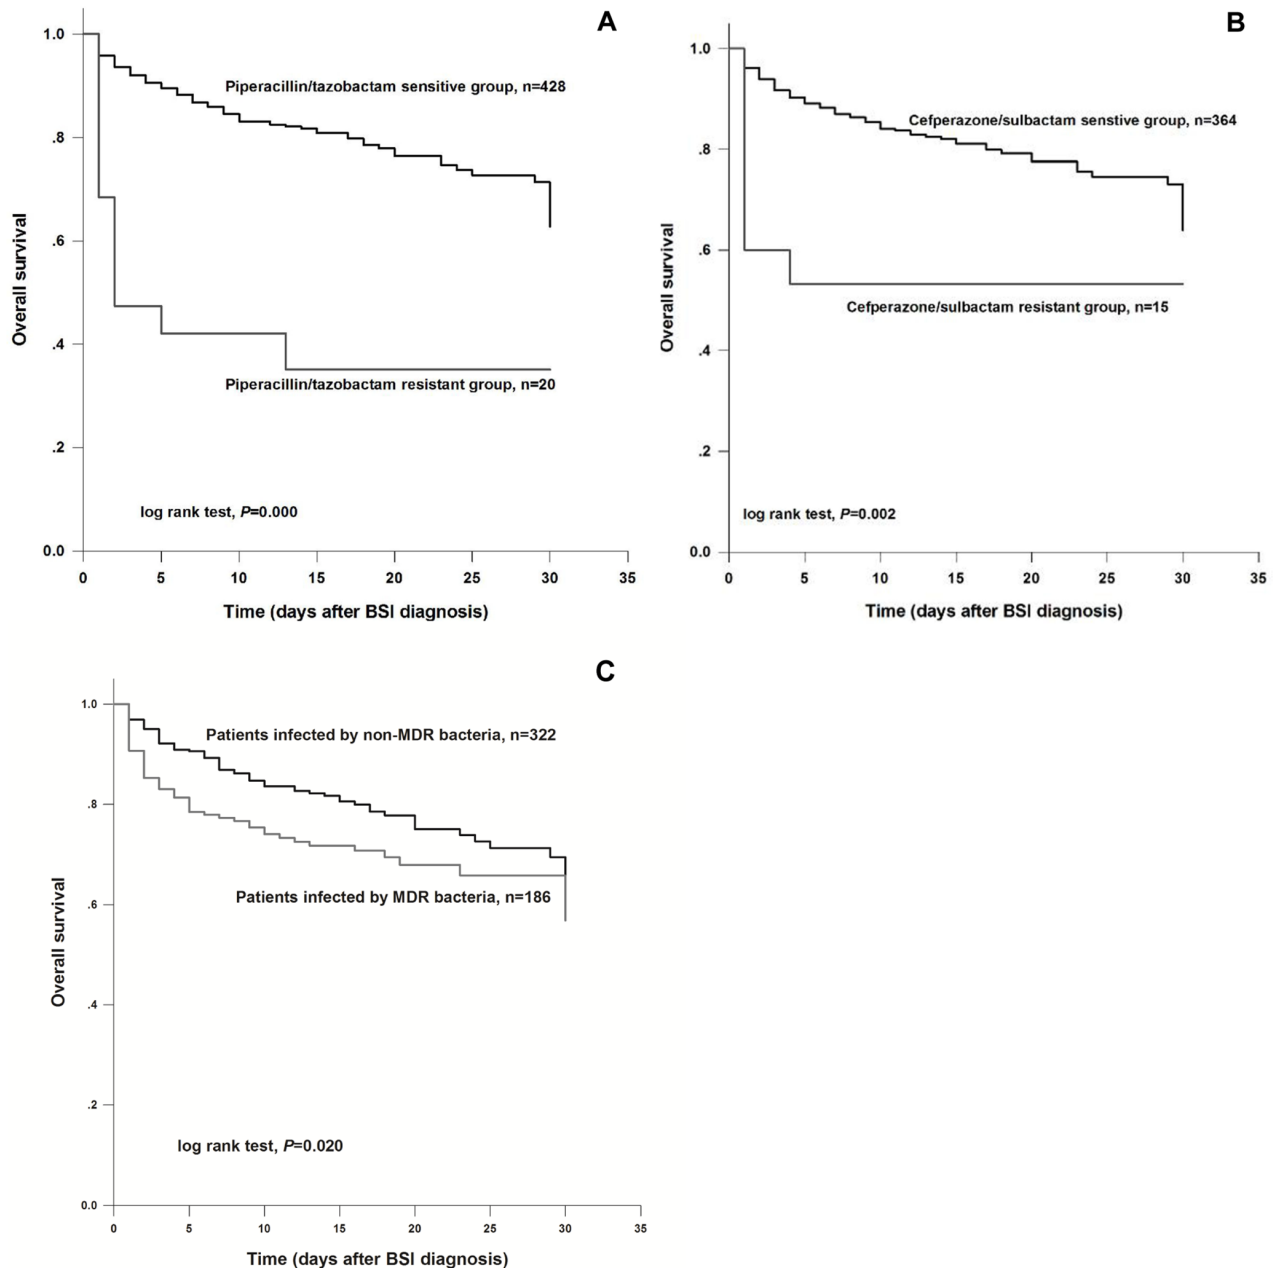 A
1.0
Piperacillin/tazobactam sensitive group, n=428
.8
.6
Overall survival
.4
Piperacillin/tazobactam resistant group, n=20
.2
log rank test, P=0.000
0.0
0 5 10 15 20 25 30 35
Time (days after BSI diagnosis)
B
1.0
Cefperazone/sulbactam senstive group, n=364
.8
.6
Overall survival
Cefperazone/sulbactam resistant group, n=15
.4
.2
log rank test, P=0.002
0.0
0 5 10 15 20 25 30 35
Time (days after BSI diagnosis)
C
1.0
Patients infected by non-MDR bacteria, n=322
.8
.6
Patients infected by MDR bacteria, n=186
Overall survival
.4
.2
log rank test, P=0.020
0.0
0 5 10 15 20 25 30 35
Time (days after BSI diagnosis)